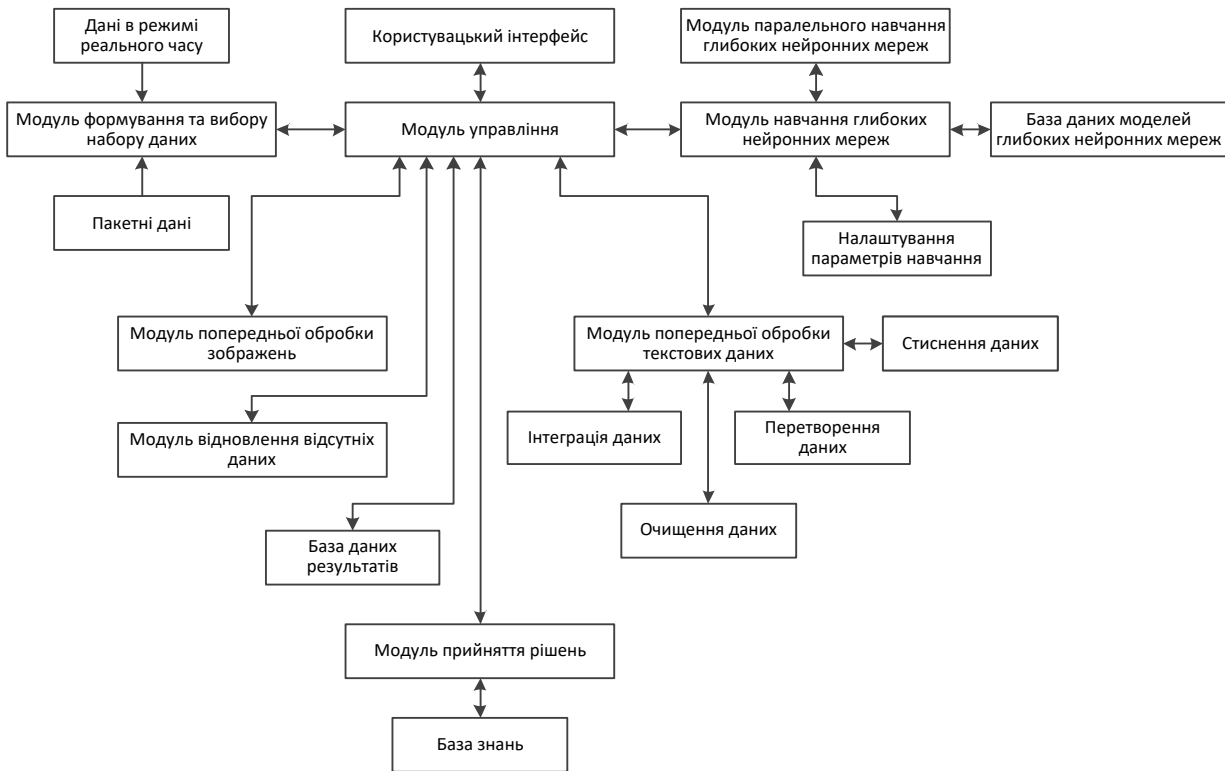 Дані в режимі
реального часу
Користувацький інтерфейс
Модуль паралельного навчання
глибоких нейронних мереж
Модуль формування та вибору
набору даних
Модуль управління
Модуль навчання глибоких
нейронних мереж
База даних моделей
глибоких нейронних мереж
Пакетні дані
Налаштування
параметрів навчання
Модуль попередньої обробки
зображень
Модуль попередньої обробки
текстових даних
Стиснення даних
Модуль відновлення відсутніх
даних
Інтеграція даних
Перетворення
даних
База даних
результатів
Очищення даних
Модуль прийняття рішень
База знань